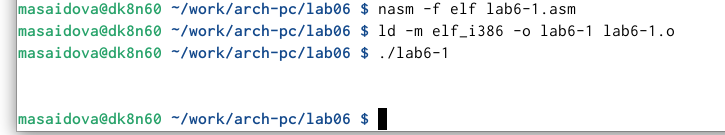 masaidova@dk8n60 ~/work/arch-pc/lab06 $ nasm -f elf lab6-1.asm
masaidova@dk8n60 ~/work/arch-pc/lab06 $ ld -m elf_i386 -o lab6-1 lab6-1.o
masaidova@dk8n60 ~/work/arch-pc/lab06 $ ./lab6-1
masaidova@dk8n60 ~/work/arch-pc/lab06 $